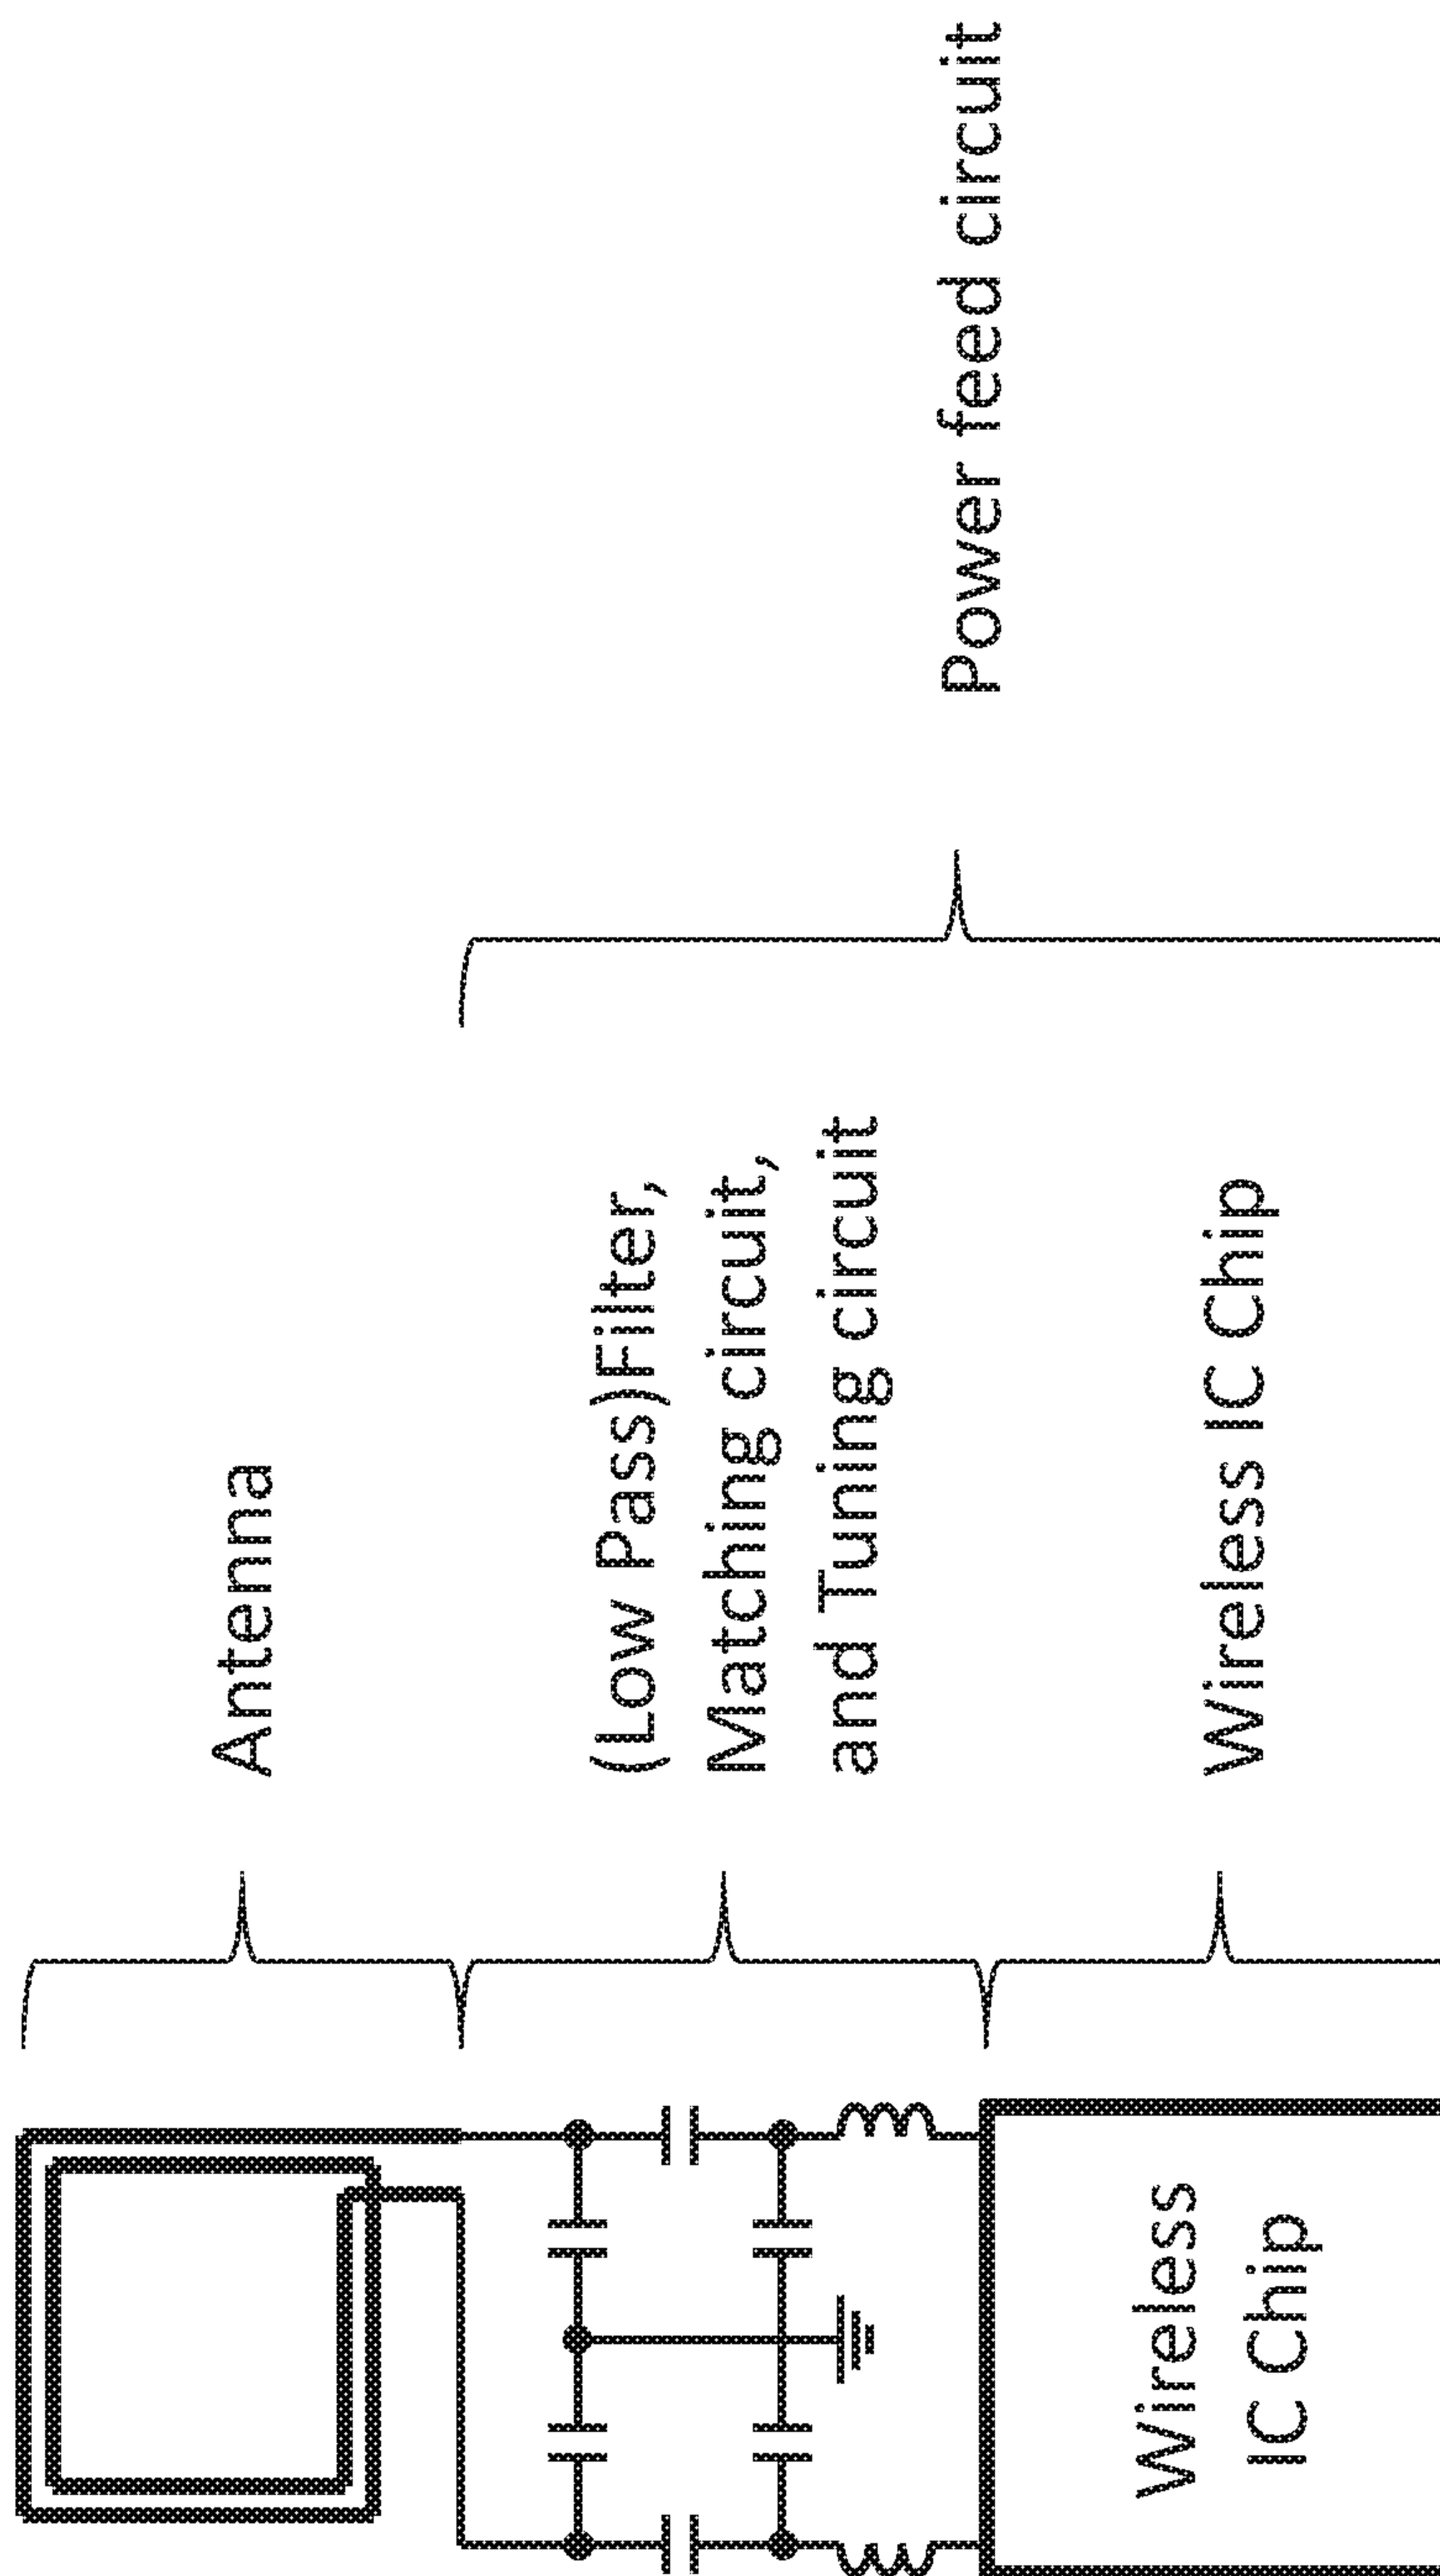 Antenna
(Low Pass)Filter,
Matching circuit,
and Tuning circuit
Wireless IC Chip
Power feed circuit
Wireless
IC Chip